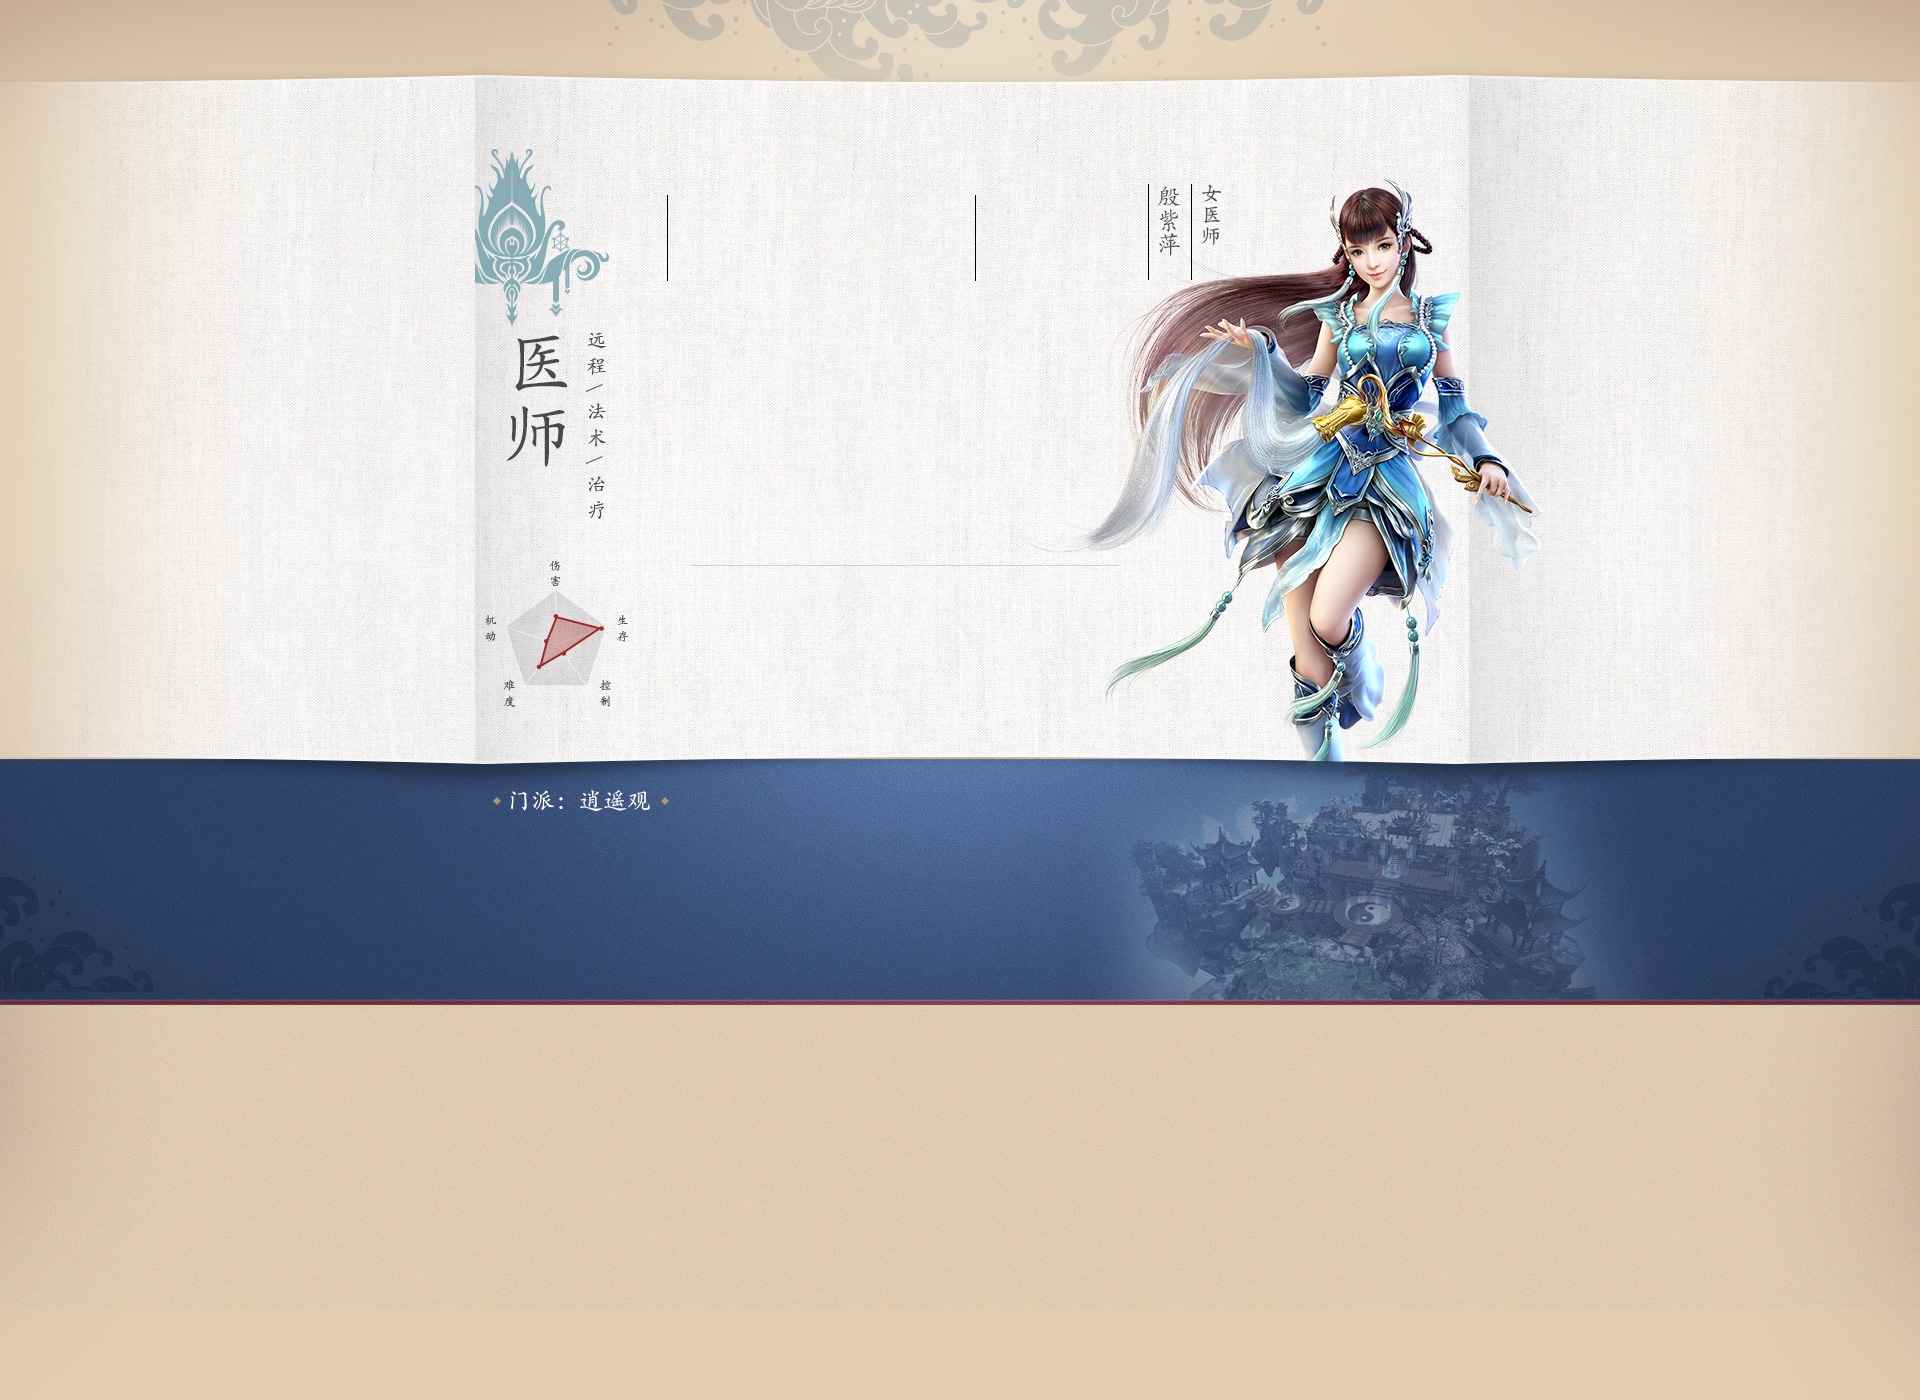 女医师
殷紫萍
医师
远程/法术/治疗
伤害
生存
控制
难度
机动
门派：逍遥观